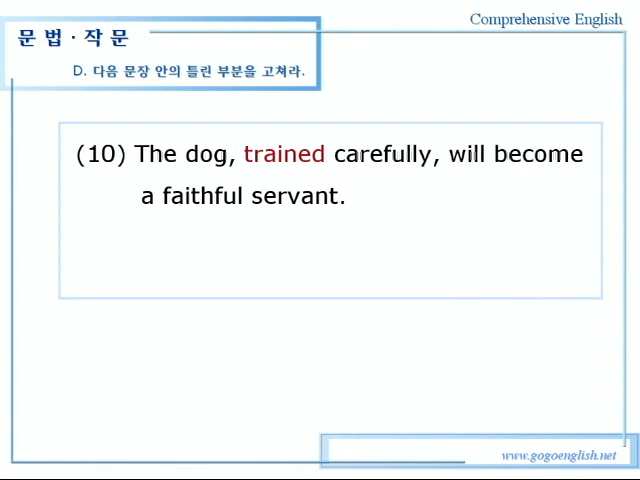 Comprehensive English
문 법 · 작 문
D. 다음 문장 안의 틀린 부분을 고쳐라.
(10) The dog, trained carefully, will become
a faithful servant.
www.gogoenglish.net